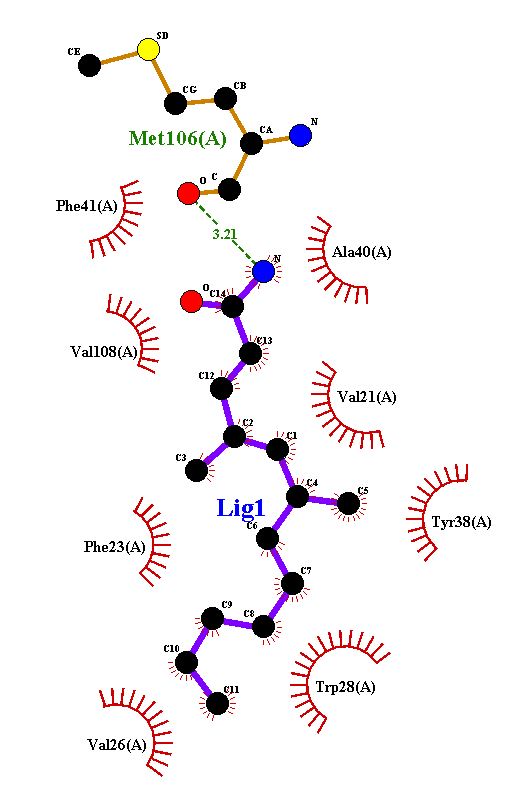 SD
CE
CG
CB
N
CA
Met106(A)
C
O
Phe41(A)
3.21
N
Ala40(A)
O
C14
Val108(A)
C13
C12
Val21(A)
C2
C1
C3
C4
C5
Lig1
Tyr38(A)
C6
Phe23(A)
C7
C9
C8
C10
Trp28(A)
C11
Val26(A)